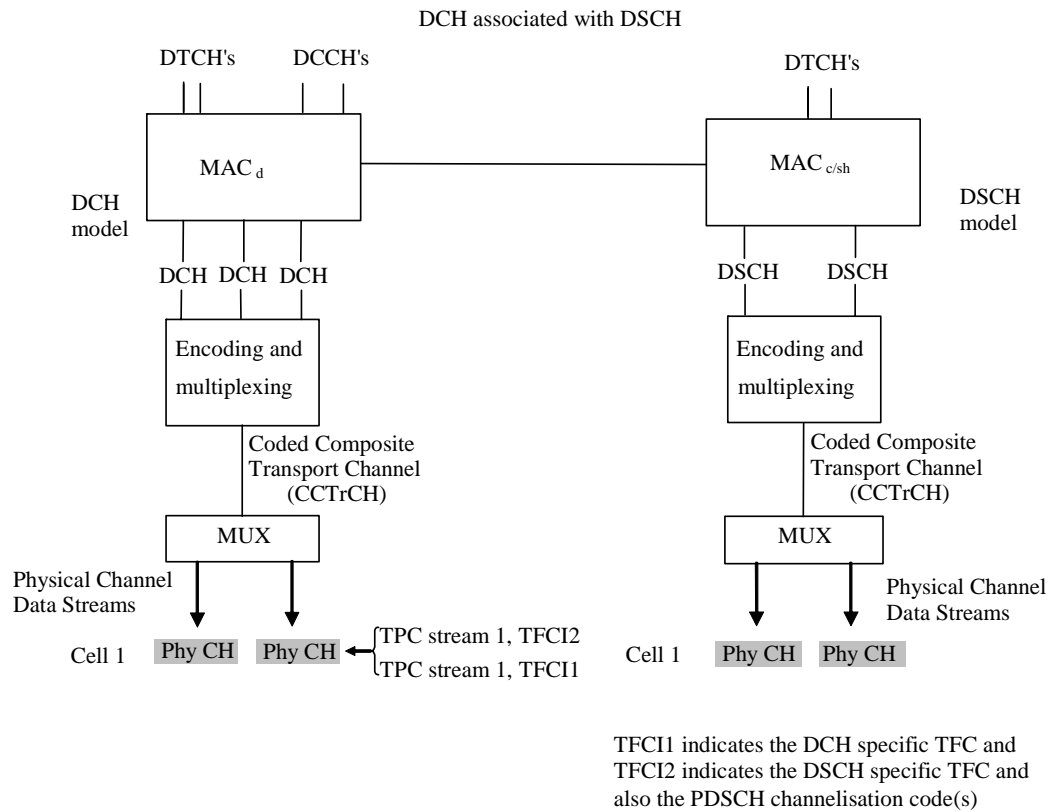 DCH associated with DSCH
DTCH's
DCCH's
DTCH's
MAC d
MAC c/sh
DCH
model
DSCH
model
DCH
DCH
DCH
DSCH
DSCH
Encoding and
multiplexing
Encoding and
multiplexing
Coded Composite
Transport Channel
(CCTrCH)
Coded Composite
Transport Channel
(CCTrCH)
MUX
MUX
Physical Channel
Data Streams
Physical Channel
Data Streams
Cell 1
Phy CH
Phy CH
TPC stream 1, TFCI2
TPC stream 1, TFCI1
Cell 1
Phy CH
Phy CH
TFCI1 indicates the DCH specific TFC and
TFCI2 indicates the DSCH specific TFC and
also the PDSCH channelisation code(s)